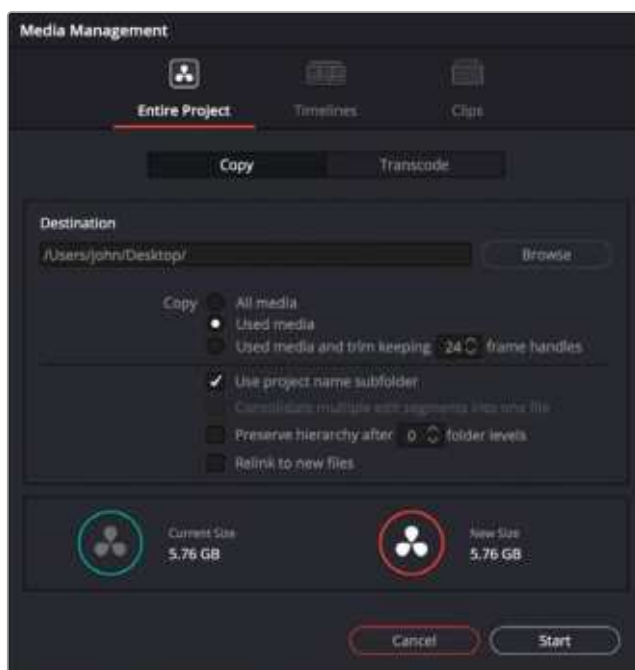 Media Management
Entire Project Timelines Clips
Copy Transcode
Destination
/Users/john/Desktop/ Browse
Copy All media
Used media
Used media and trim keeping 24 frame handles
Use project name subfolder
Consolidate multiple edit segments into one file
Preserve hierarchy after 0 folder levels
Relink to new files
Current Size New Size
5.76 GB 5.76 GB
Cancel Start